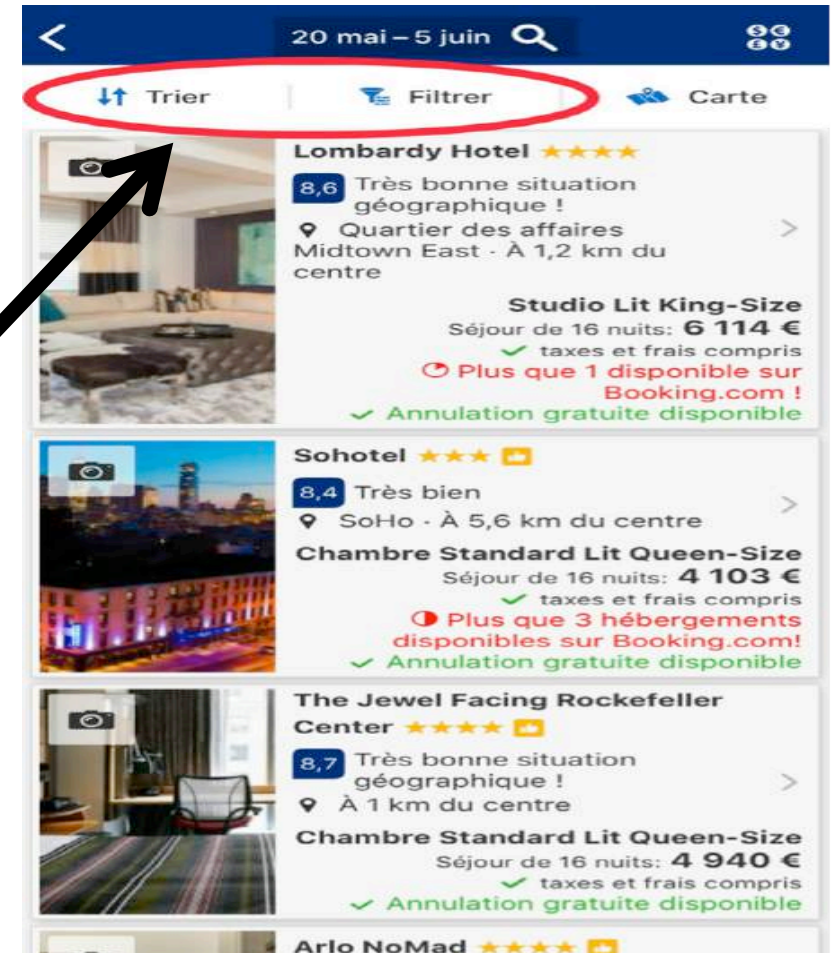 20 mai – 5 juin
Trier
Filtrer
Carte
Lombardy Hotel
8,6 Très bonne situation
géographique !
Quartier des affaires
Midtown East · À 1,2 km du
centre
Studio Lit King-Size
Séjour de 16 nuits: 6 114 €
taxes et frais compris
Plus que 1 disponible sur
Booking.com !
Annulation gratuite disponible
Sohotel
8,4 Très bien
SoHo · À 5,6 km du centre
Chambre Standard Lit Queen-Size
Séjour de 16 nuits: 4 103 €
taxes et frais compris
Plus que 3 hébergements
disponibles sur Booking.com!
Annulation gratuite disponible
The Jewel Facing Rockefeller
Center
8,7 Très bonne situation
géographique !
À 1 km du centre
Chambre Standard Lit Queen-Size
Séjour de 16 nuits: 4 940 €
taxes et frais compris
Annulation gratuite disponible
Arlo NoMad